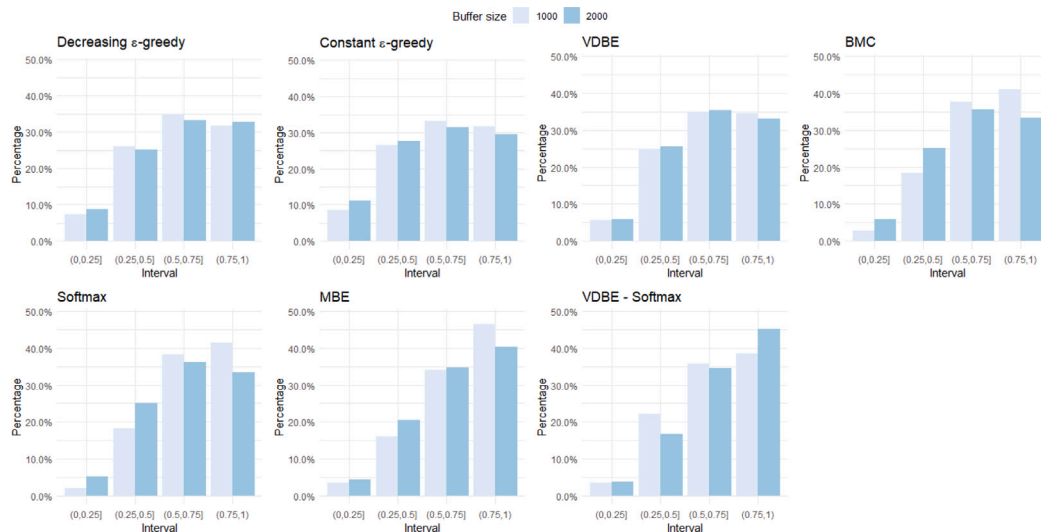 Buffer size 1000 2000
Decreasing ε-greedy
Percentage
50.0%
40.0%
30.0%
20.0%
10.0%
0.0%
(0,0.25] (0.25,0.5] (0.5,0.75] (0.75,1)
Interval
Constant ε-greedy
Percentage
50.0%
40.0%
30.0%
20.0%
10.0%
0.0%
(0,0.25] (0.25,0.5] (0.5,0.75] (0.75,1)
Interval
VDBE
Percentage
50.0%
40.0%
30.0%
20.0%
10.0%
0.0%
(0,0.25] (0.25,0.5] (0.5,0.75] (0.75,1)
Interval
BMC
Percentage
50.0%
40.0%
30.0%
20.0%
10.0%
0.0%
(0,0.25] (0.25,0.5] (0.5,0.75] (0.75,1)
Interval
Softmax
Percentage
50.0%
40.0%
30.0%
20.0%
10.0%
0.0%
(0,0.25] (0.25,0.5] (0.5,0.75] (0.75,1)
Interval
MBE
Percentage
50.0%
40.0%
30.0%
20.0%
10.0%
0.0%
(0,0.25] (0.25,0.5] (0.5,0.75] (0.75,1)
Interval
VDBE - Softmax
Percentage
50.0%
40.0%
30.0%
20.0%
10.0%
0.0%
(0,0.25] (0.25,0.5] (0.5,0.75] (0.75,1)
Interval